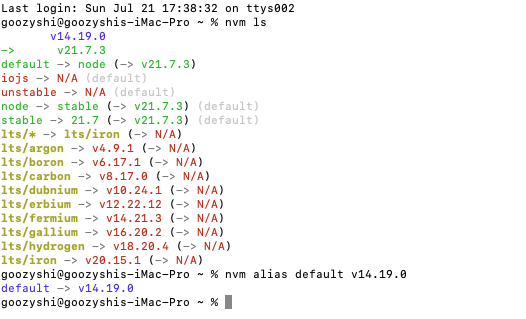 Last login: Sun Jul 21 17:38:32 on ttys002
goozyshi@goozyshis-iMac-Pro ~ % nvm ls
v14.19.0
-> v21.7.3
default -> node (-> v21.7.3)
iojs -> N/A (default)
unstable -> N/A (default)
node -> stable (-> v21.7.3) (default)
stable -> 21.7 (-> v21.7.3) (default)
lts/* -> lts/iron (-> N/A)
lts/argon -> v4.9.1 (-> N/A)
lts/boron -> v6.17.1 (-> N/A)
lts/carbon -> v8.17.0 (-> N/A)
lts/dubnium -> v10.24.1 (-> N/A)
lts/erbium -> v12.22.12 (-> N/A)
lts/fermium -> v14.21.3 (-> N/A)
lts/gallium -> v16.20.2 (-> N/A)
lts/hydrogen -> v18.20.4 (-> N/A)
lts/iron -> v20.15.1 (-> N/A)
goozyshi@goozyshis-iMac-Pro ~ % nvm alias default v14.19.0
default -> v14.19.0
goozyshi@goozyshis-iMac-Pro ~ %